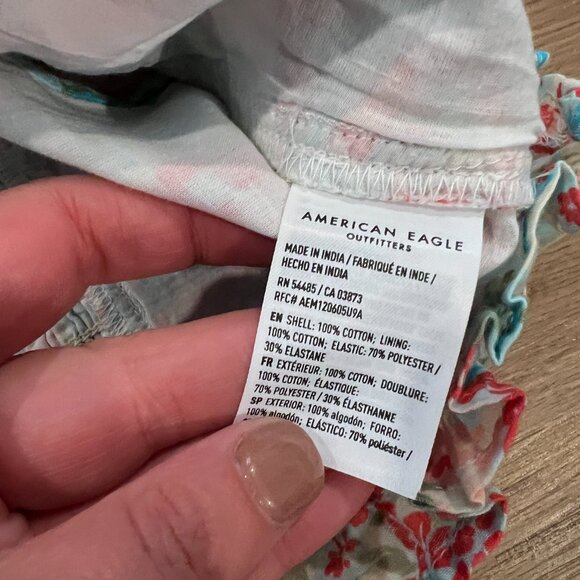 AMERICAN EAGLE
OUTFITTERS
MADE IN INDIA / FABRIQUÉ EN INDE /
HECHO EN INDIA
RN 54485 / CA 03873
RFC# AEM120605U9A
EN SHELL: 100% COTTON; LINING:
100% COTTON; ELASTIC: 70% POLYESTER /
30% ELASTANE
FR EXTÉRIEUR: 100% COTON; DOUBLURE:
100% COTON; ÉLASTIQUE:
70% POLYESTER / 30% ÉLASTHANNE
SP EXTERIOR: 100% algodón; FORRO:
100% algodón; ELÁSTICO: 70% poliéster /